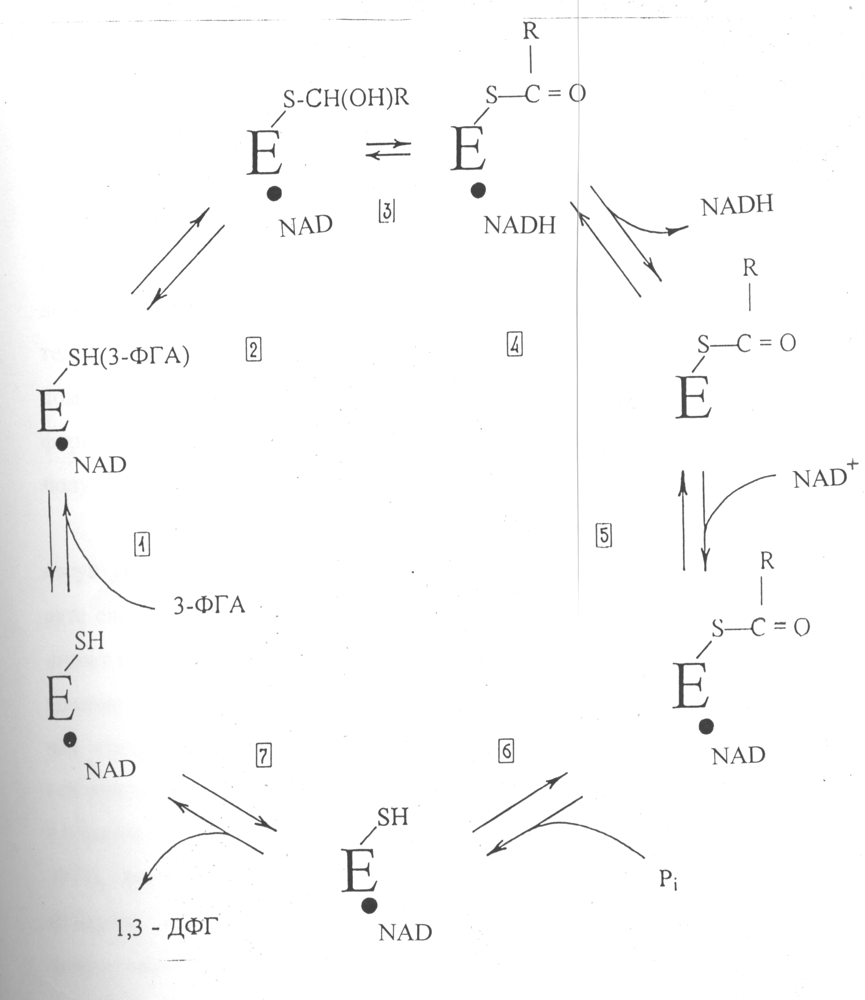 R
S-CH(OH)R
S—C=O
E
E
NAD
3
NADH
NADH
R
SH(3-ФГА)
2
4
S—C=O
E
E
NAD
NAD+
1
5
R
3-ФГА
SH
S—C=O
E
E
NAD
7
6
NAD
SH
E
Pi
1,3 - ДФГ
NAD